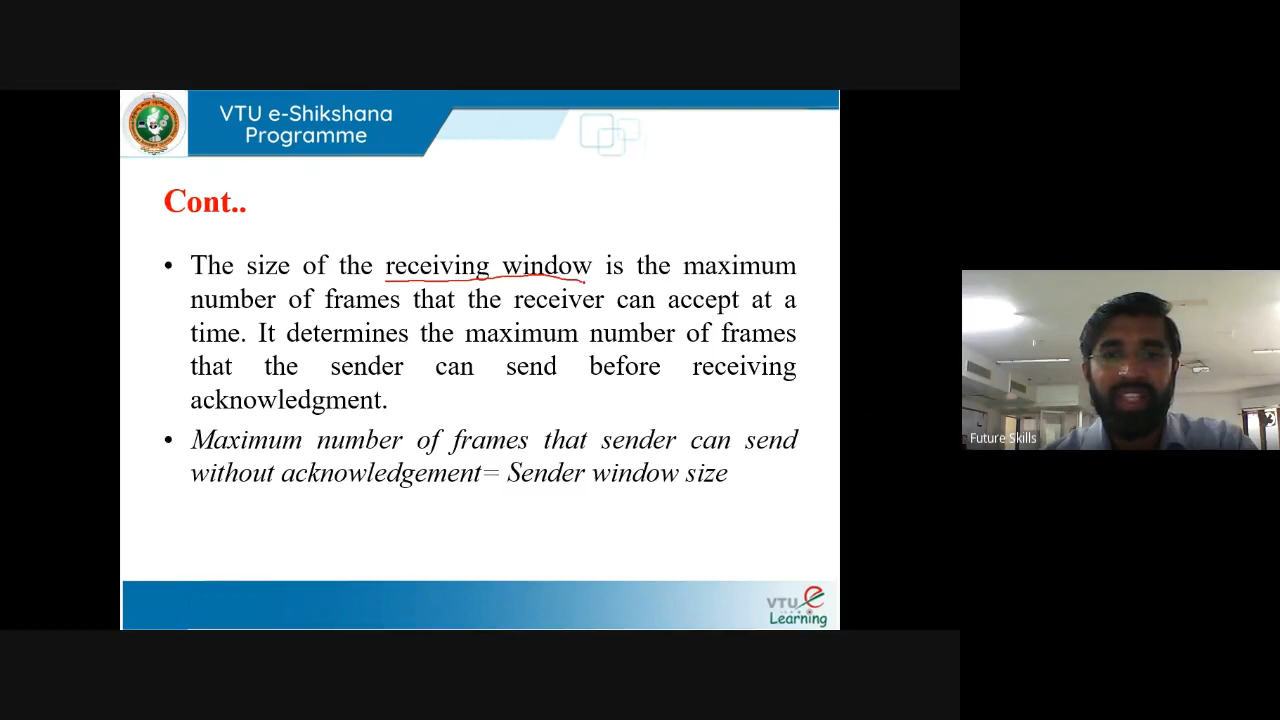 VTU e-Shikshana
Programme
Cont..
• The size of the receiving window is the maximum
number of frames that the receiver can accept at a
time. It determines the maximum number of frames
that the sender can send before receiving
acknowledgment.
• Maximum number of frames that sender can send
without acknowledgement= Sender window size
Future Skills
VTU e
Learning